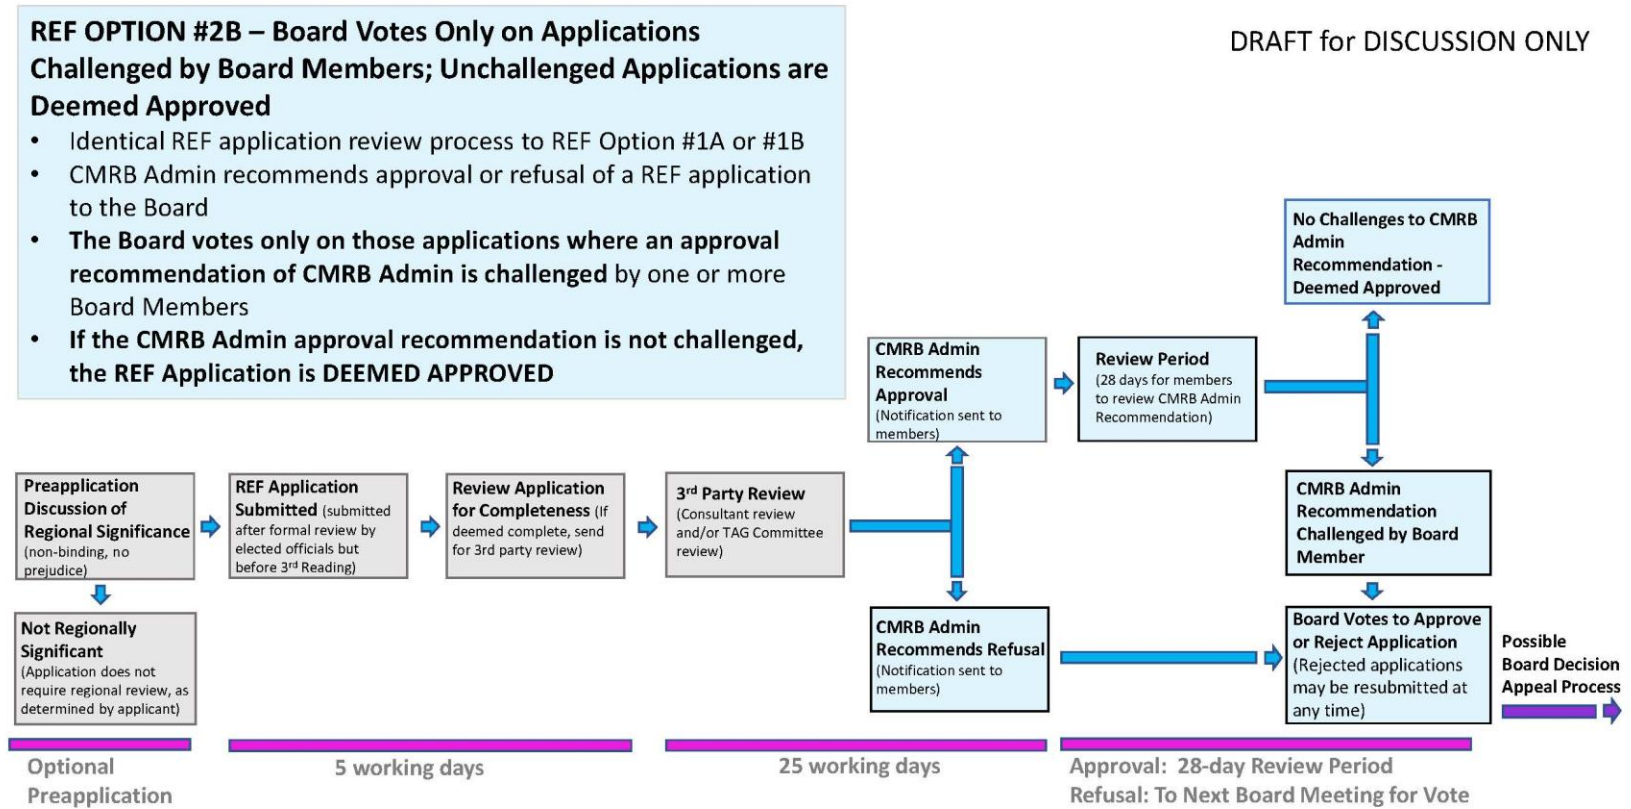 REF OPTION #2B – Board Votes Only on Applications
Challenged by Board Members; Unchallenged Applications are
Deemed Approved
• Identical REF application review process to REF Option #1A or #1B
• CMRB Admin recommends approval or refusal of a REF application
to the Board
• The Board votes only on those applications where an approval
recommendation of CMRB Admin is challenged by one or more
Board Members
• If the CMRB Admin approval recommendation is not challenged,
the REF Application is DEEMED APPROVED
DRAFT for DISCUSSION ONLY
Preapplication
Discussion of
Regional Significance
(non-binding, no
prejudice)
Not Regionally
Significant
(Application does not
require regional review, as
determined by applicant)
REF Application
Submitted (submitted
after formal review by
elected officials but
before 3rd Reading)
Review Application
for Completeness (If
deemed complete, send
for 3rd party review)
3rd Party Review
(Consultant review
and/or TAG Committee
review)
CMRB Admin
Recommends
Approval
(Notification sent to
members)
CMRB Admin
Recommends Refusal
(Notification sent to
members)
Review Period
(28 days for members
to review CMRB Admin
Recommendation)
No Challenges to CMRB
Admin
Recommendation -
Deemed Approved
CMRB Admin
Recommendation
Challenged by Board
Member
Board Votes to Approve
or Reject Application
(Rejected applications
may be resubmitted at
any time)
Possible
Board Decision
Appeal Process
Optional
Preapplication
5 working days
25 working days
Approval: 28-day Review Period
Refusal: To Next Board Meeting for Vote